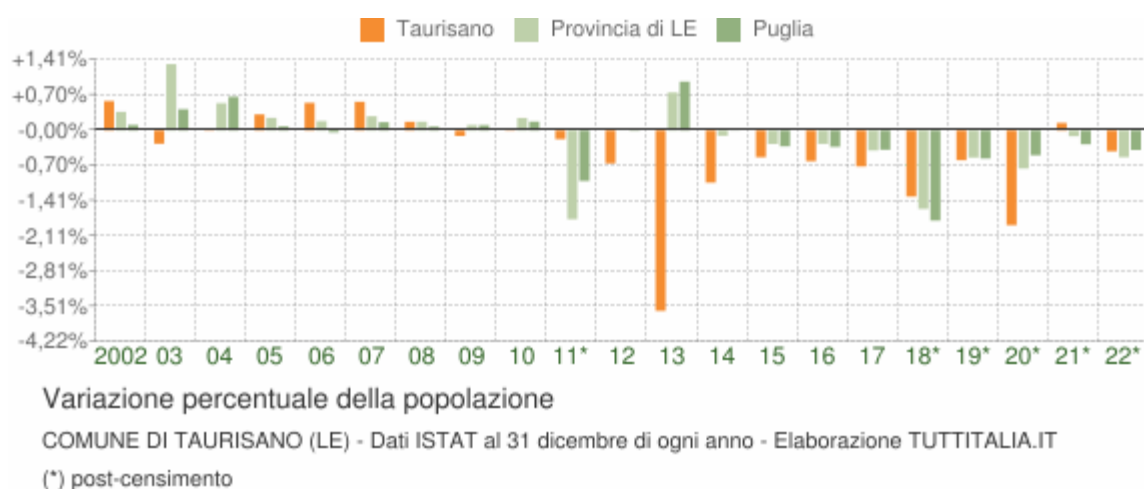 Taurisano Provincia di LE Puglia
+1,41%
+0,70%
-0,00%
-0,70%
-1,41%
-2,11%
-2,81%
-3,51%
-4,22%
2002 03 04 05 06 07 08 09 10 11* 12 13 14 15 16 17 18* 19* 20* 21* 22*
Variazione percentuale della popolazione
COMUNE DI TAURISANO (LE) - Dati ISTAT al 31 dicembre di ogni anno - Elaborazione TUTTITALIA.IT
(*) post-censimento